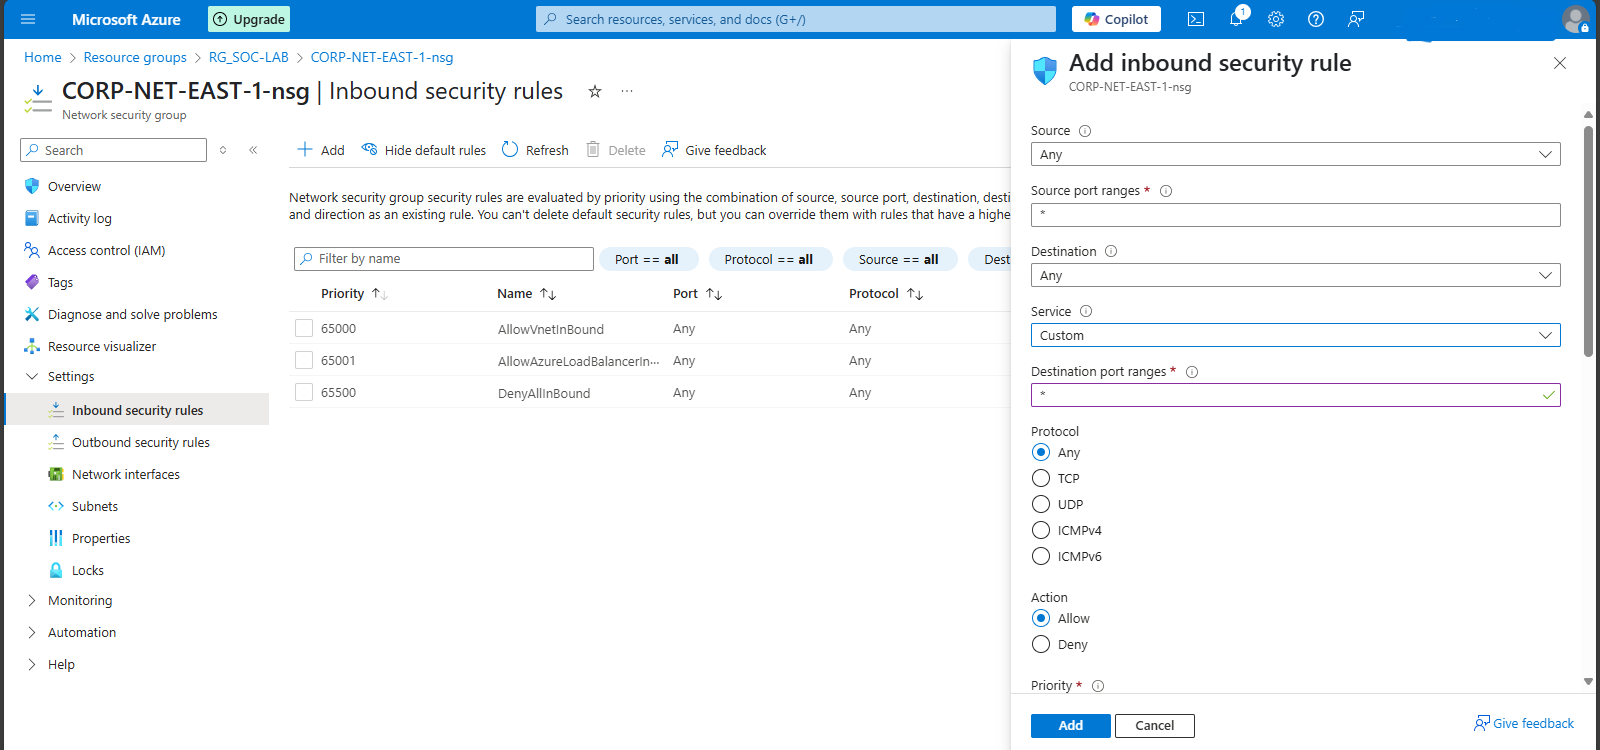 Microsoft Azure
Upgrade
Search resources, services, and docs (G+/)
Copilot
1
Home > Resource groups > RG_SOC-LAB > CORP-NET-EAST-1-nsg
CORP-NET-EAST-1-nsg | Inbound security rules
Network security group
Search
Overview
Activity log
Access control (IAM)
Tags
Diagnose and solve problems
Resource visualizer
Settings
Inbound security rules
Outbound security rules
Network interfaces
Subnets
Properties
Locks
Monitoring
Automation
Help
Add Hide default rules Refresh Delete Give feedback
Network security group security rules are evaluated by priority using the combination of source, source port, destination, desti
and direction as an existing rule. You can't delete default security rules, but you can override them with rules that have a highe
Filter by name Port == all Protocol == all Source == all Dest
Priority Name Port Protocol
65000 AllowVnetInBound Any Any
65001 AllowAzureLoadBalancerIn··· Any Any
65500 DenyAllInBound Any Any
Add inbound security rule
CORP-NET-EAST-1-nsg
Source
Any
Source port ranges *
*
Destination
Any
Service
Custom
Destination port ranges *
*
Protocol
Any
TCP
UDP
ICMPv4
ICMPv6
Action
Allow
Deny
Priority *
Add Cancel
Give feedback